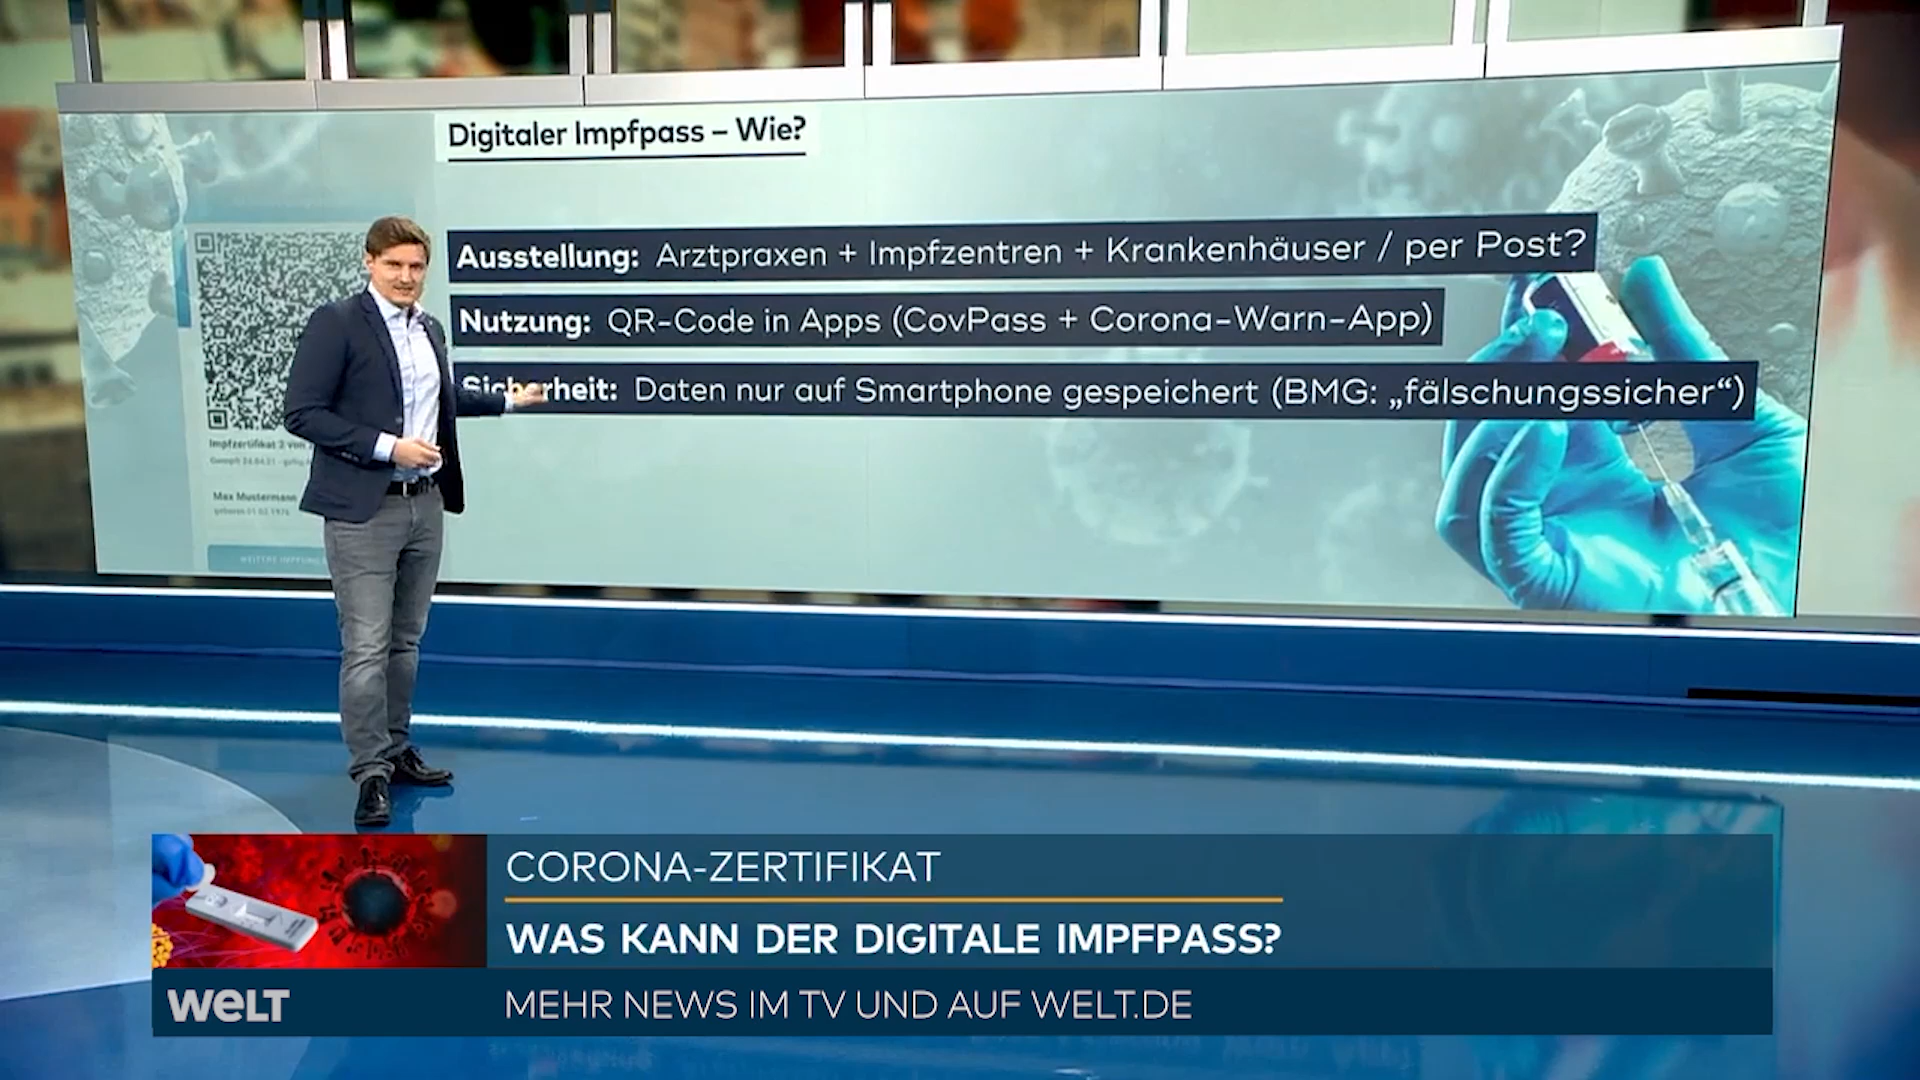 Digitaler Impfpass – Wie?
Ausstellung: Arztpraxen + Impfzentren + Krankenhäuser / per Post?
Nutzung: QR-Code in Apps (CovPass + Corona-Warn-App)
Sicherheit: Daten nur auf Smartphone gespeichert (BMG: „fälschungssicher“)
Impfzertifikat 2 von
Max Mustermann
CORONA-ZERTIFIKAT
WAS KANN DER DIGITALE IMPFPASS?
WELT
MEHR NEWS IM TV UND AUF WELT.DE